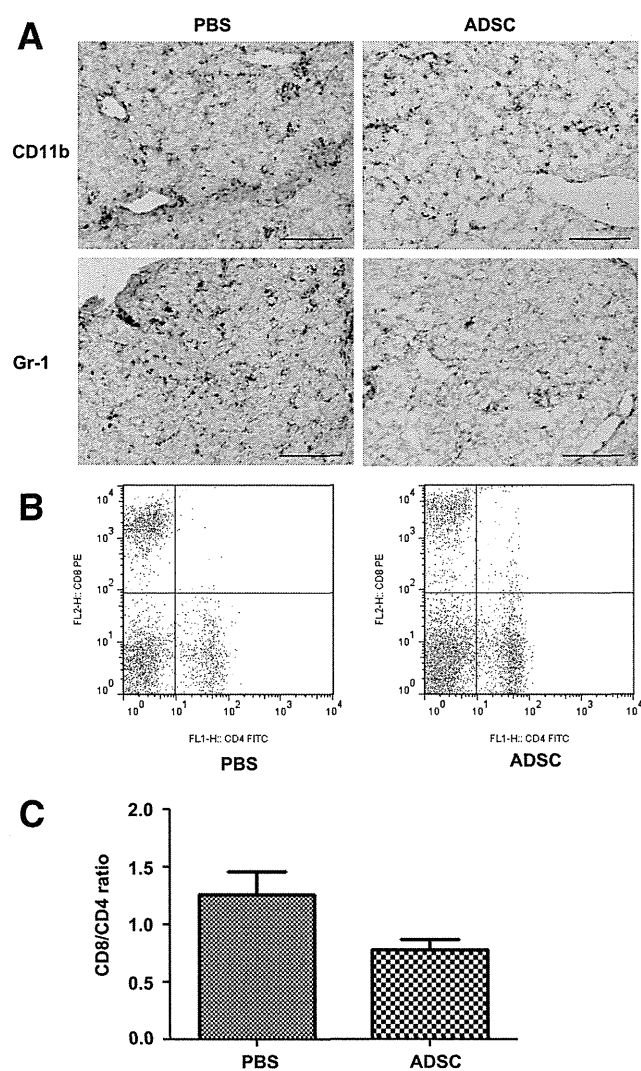 A
PBS
ADSC
CD11b
Gr-1
B
FL2-H:: CD8 PE
10^4
10^3
10^2
10^1
10^0
10^0 10^1 10^2 10^3 10^4
FL1-H:: CD4 FITC
PBS
FL2-H:: CD8 PE
10^4
10^3
10^2
10^1
10^0
10^0 10^1 10^2 10^3 10^4
FL1-H:: CD4 FITC
ADSC
C
CD8/CD4 ratio
2.0
1.5
1.0
0.5
0.0
PBS
ADSC